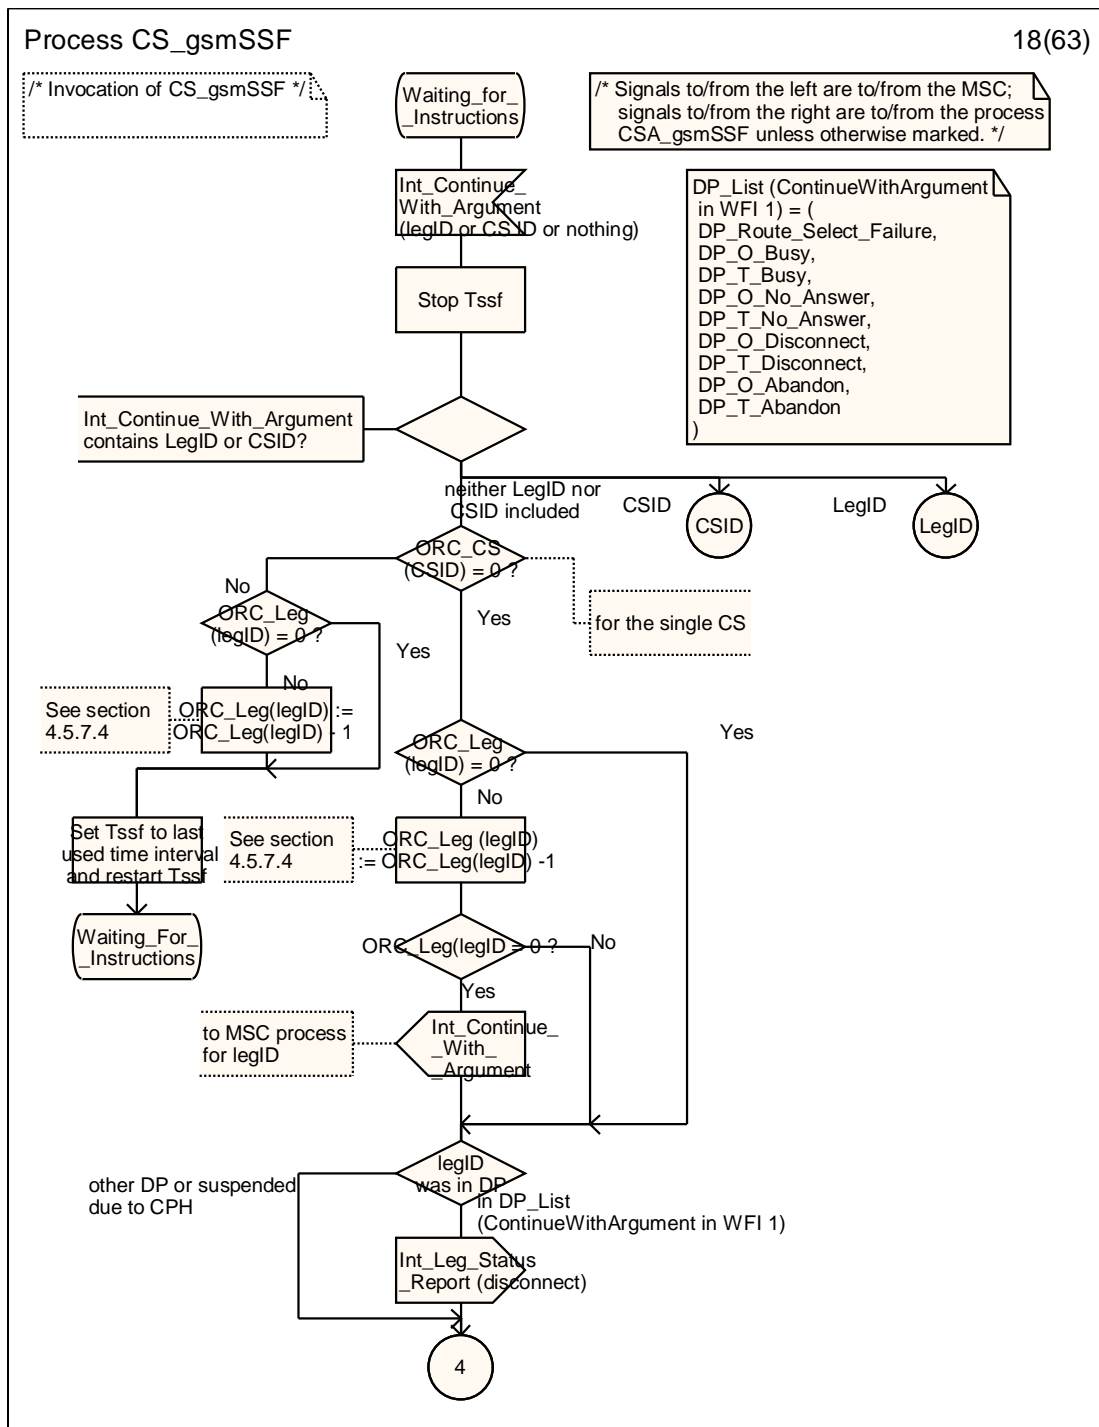 Process CS_gsmSSF
18(63)
/* Invocation of CS_gsmSSF */
Waiting_for_
_Instructions
/* Signals to/from the left are to/from the MSC;
signals to/from the right are to/from the process
CSA_gsmSSF unless otherwise marked. */
Int_Continue_
With_Argument
(legID or CS ID or nothing)
DP_List (ContinueWithArgument
in WFI 1) = (
DP_Route_Select_Failure,
DP_O_Busy,
DP_T_Busy,
DP_O_No_Answer,
DP_T_No_Answer,
DP_O_Disconnect,
DP_T_Disconnect,
DP_O_Abandon,
DP_T_Abandon
)
Stop Tssf
Int_Continue_With_Argument
contains LegID or CSID?
neither LegID nor
CSID included
CSID
CSID
LegID
LegID
ORC_CS
(CSID) = 0 ?
No
Yes
for the single CS
ORC_Leg
(legID) = 0 ?
Yes
No
See section
4.5.7.4
ORC_Leg(legID) :=
ORC_Leg(legID) - 1
ORC_Leg
(legID) = 0 ?
Yes
No
Set Tssf to last
used time interval
and restart Tssf
See section
4.5.7.4
ORC_Leg (legID)
:= ORC_Leg(legID) -1
Waiting_For_
_Instructions
ORC_Leg(legID = 0 ?
No
Yes
to MSC process
for legID
Int_Continue_
_With_
_Argument
legID
was in DP
other DP or suspended
due to CPH
in DP_List
(ContinueWithArgument in WFI 1)
Int_Leg_Status
_Report (disconnect)
4